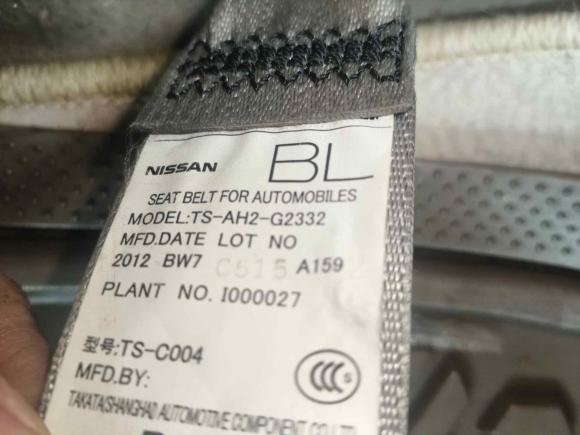 NISSAN BL
SEAT BELT FOR AUTOMOBILES
MODEL:TS-AH2-G2332
MFD.DATE LOT NO
2012 BW7 C515 A159
PLANT NO. I000027
型号:TS-C004
MFD.BY:
CCC S
TAKATA(SHANGHAI) AUTOMOTIVE COMPONENT CO.,LTD